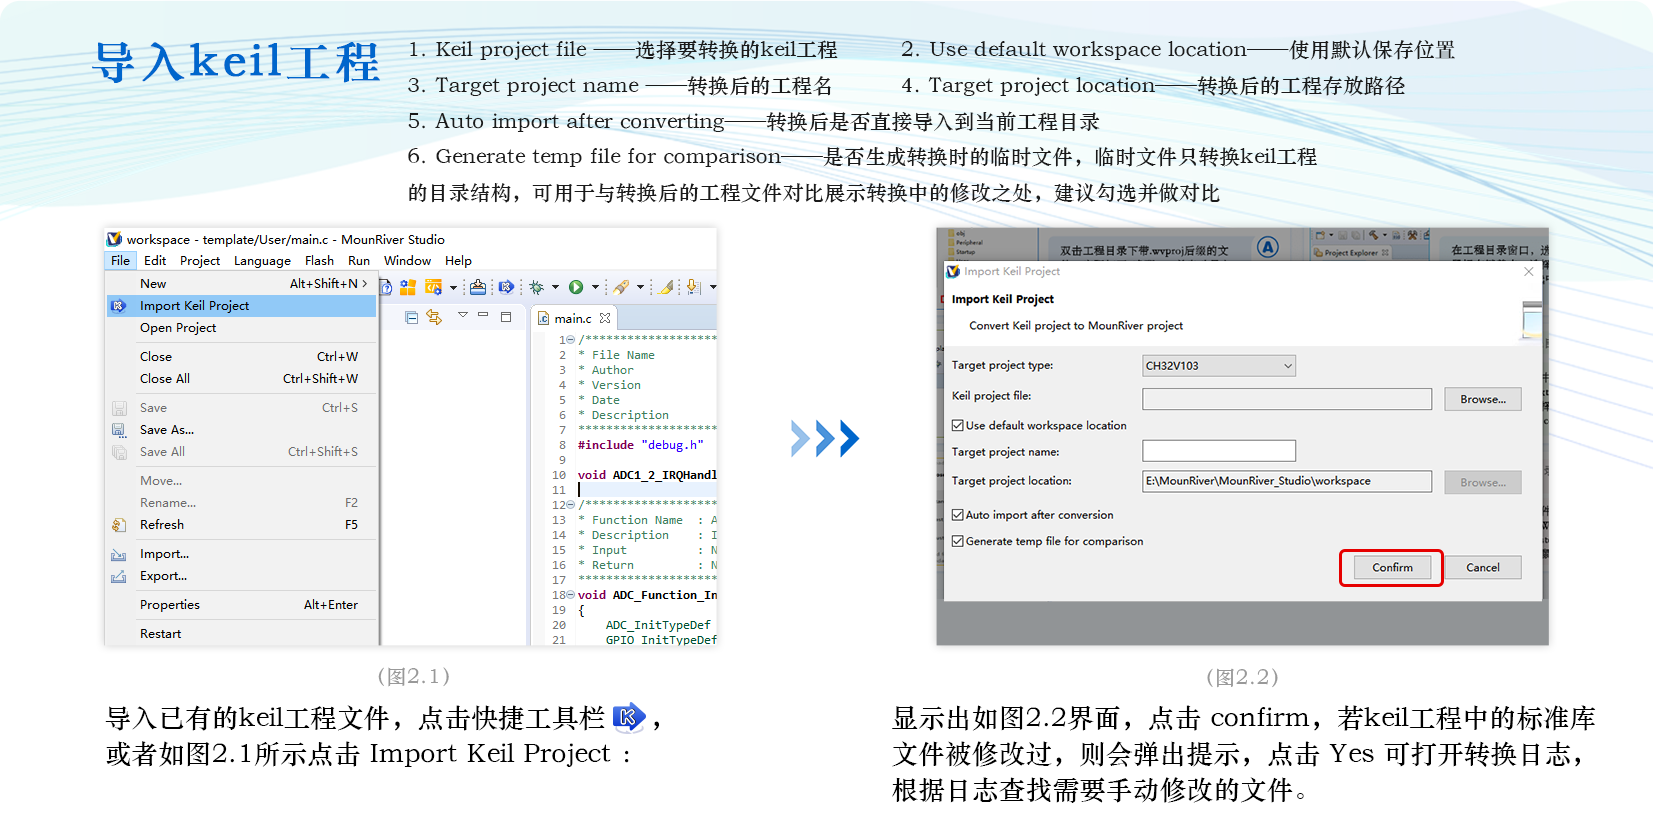 导入keil工程
1. Keil project file ——选择要转换的keil工程
2. Use default workspace location——使用默认保存位置
3. Target project name ——转换后的工程名
4. Target project location——转换后的工程存放路径
5. Auto import after converting——转换后是否直接导入到当前工程目录
6. Generate temp file for comparison——是否生成转换时的临时文件，临时文件只转换keil工程
的目录结构，可用于与转换后的工程文件对比展示转换中的修改之处，建议勾选并做对比
workspace - template/User/main.c - MounRiver Studio
File Edit Project Language Flash Run Window Help
New Alt+Shift+N >
Import Keil Project
Open Project
Close Ctrl+W
Close All Ctrl+Shift+W
Save Ctrl+S
Save As...
Save All Ctrl+Shift+S
Move...
Rename... F2
Refresh F5
Import...
Export...
Properties Alt+Enter
Restart
main.c
1 /********************
2 * File Name
3 * Author
4 * Version
5 * Date
6 * Description
7 *********************
8 #include "debug.h"
9
10 void ADC1_2_IRQHandl
11
12 /********************
13 * Function Name : A
14 * Description : I
15 * Input : N
16 * Return : N
17 *********************
18 void ADC_Function_In
19 {
20 ADC_InitTypeDef
21 GPIO_InitTypeDef
(图2.1)
导入已有的keil工程文件，点击快捷工具栏 K ，
或者如图2.1所示点击 Import Keil Project：
obj
Peripheral
Startup
双击工程目录下带.wvproj后缀的文
A
Project Explorer
在工程目录窗口，选
Import Keil Project
Import Keil Project
Convert Keil project to MounRiver project
Target project type: CH32V103
Keil project file: Browse...
Use default workspace location
Target project name:
Target project location: E:\MounRiver\MounRiver_Studio\workspace Browse...
Auto import after conversion
Generate temp file for comparison
Confirm Cancel
(图2.2)
显示出如图2.2界面，点击 confirm，若keil工程中的标准库
文件被修改过，则会弹出提示，点击 Yes 可打开转换日志，
根据日志查找需要手动修改的文件。